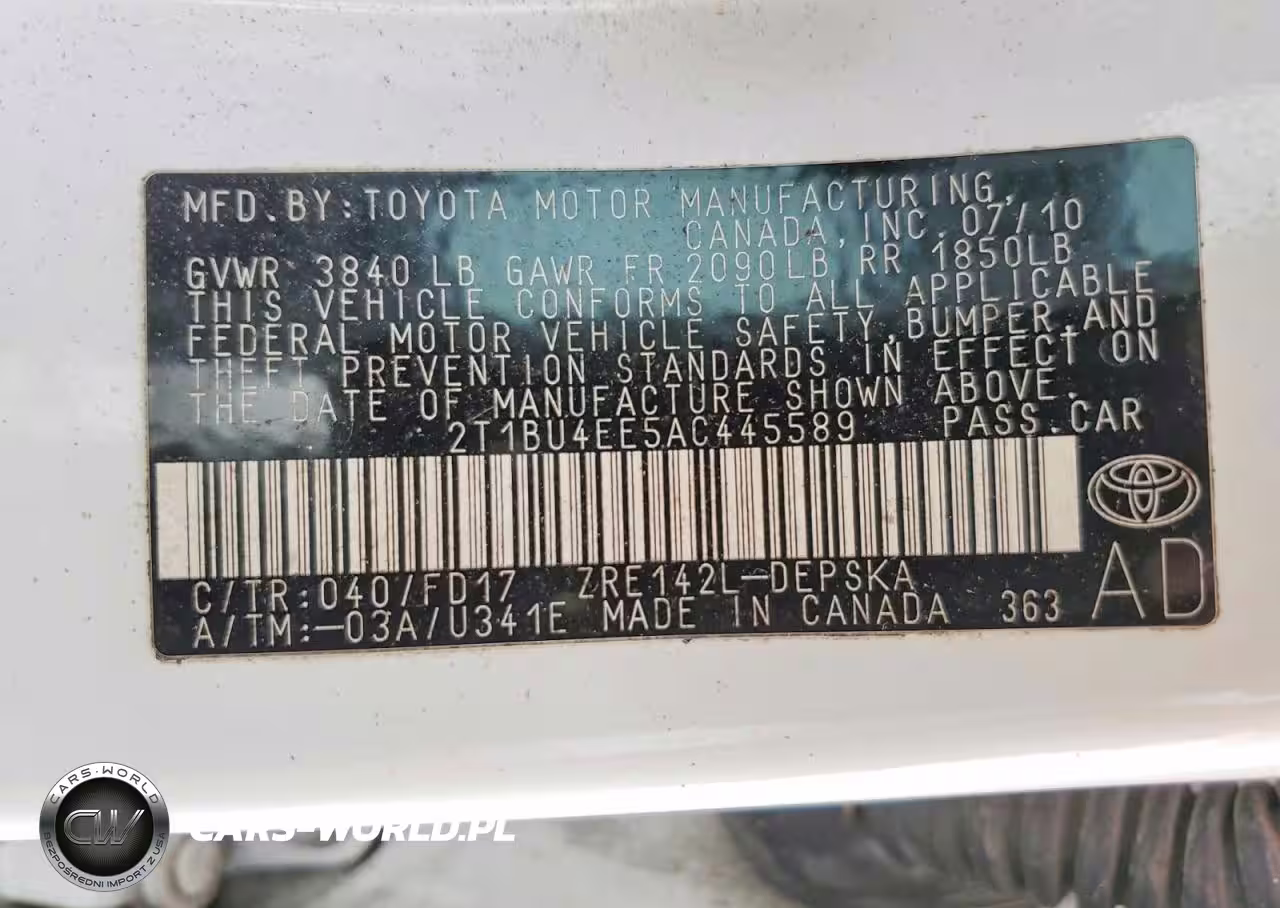 MFD.BY:TOYOTA MOTOR MANUFACTURING,
CANADA, INC. 07/10
GVWR 3840 LB GAWR FR 2090LB RR 1850LB
THIS VEHICLE CONFORMS TO ALL APPLICABLE
FEDERAL MOTOR VEHICLE SAFETY, BUMPER, AND
THEFT PREVENTION STANDARDS IN EFFECT ON
THE DATE OF MANUFACTURE SHOWN ABOVE.
2T1BU4EE5AC445589 PASS.CAR
C/TR:040/FD17 ZRE142L-DEPSKA
A/TM:-03A/U341E MADE IN CANADA 363
AD
CARS-WORLD
CW
BEZPOŚREDNI IMPORT Z USA
CARS-WORLD.PL